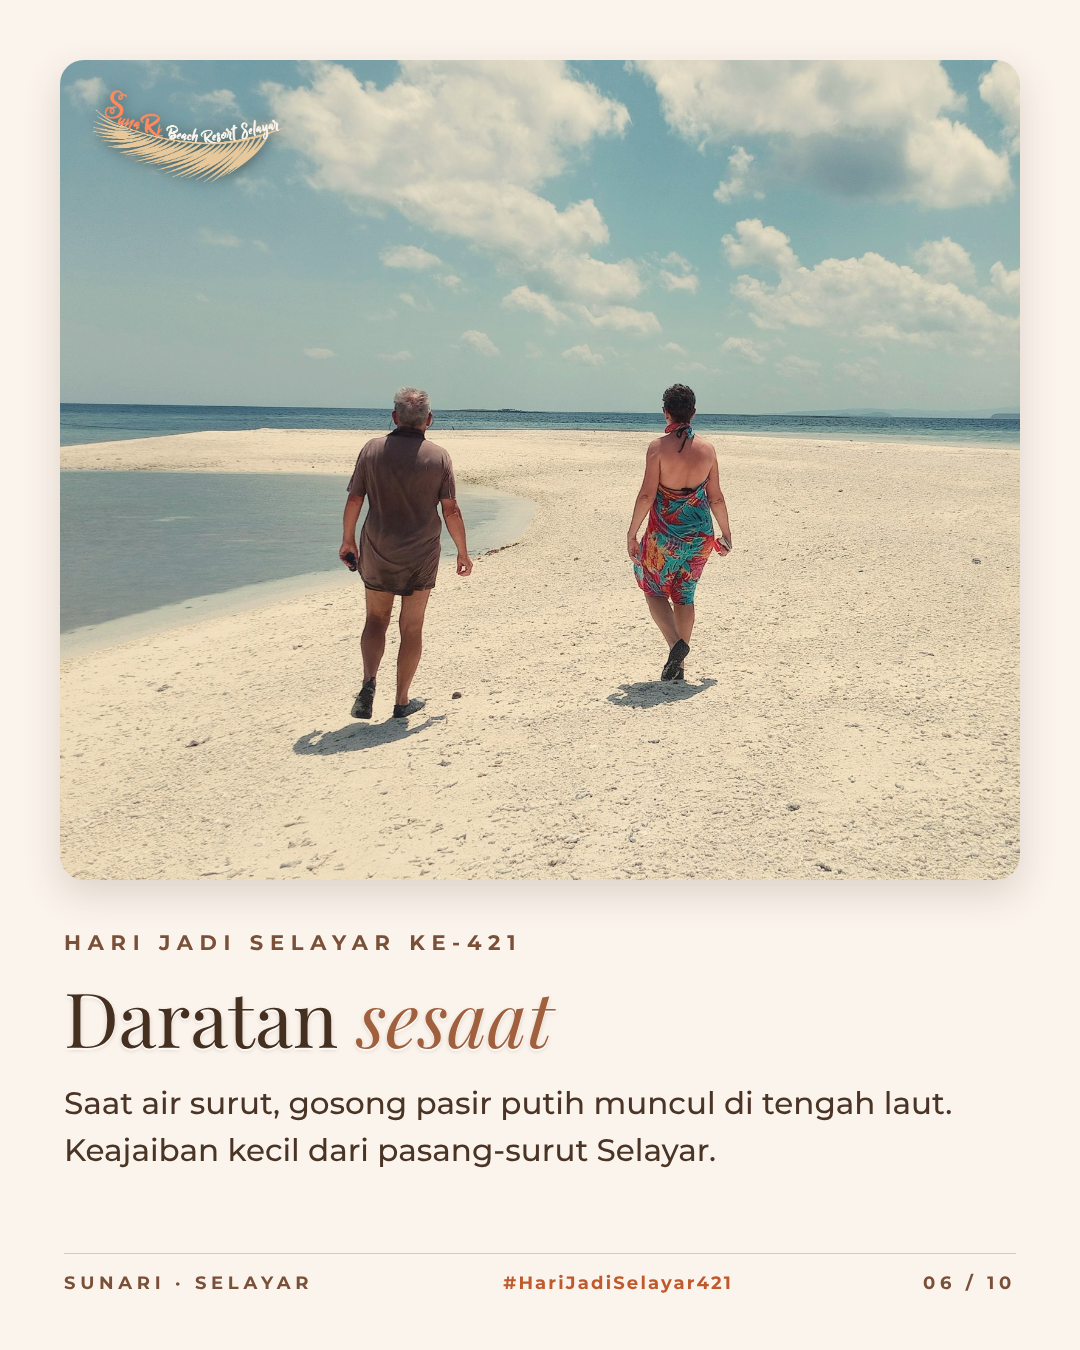 SunaRi Beach Resort Selayar
HARI JADI SELAYAR KE-421
Daratan sesaat
Saat air surut, gosong pasir putih muncul di tengah laut.
Keajaiban kecil dari pasang-surut Selayar.
SUNARI · SELAYAR
#HariJadiSelayar421
06 / 10